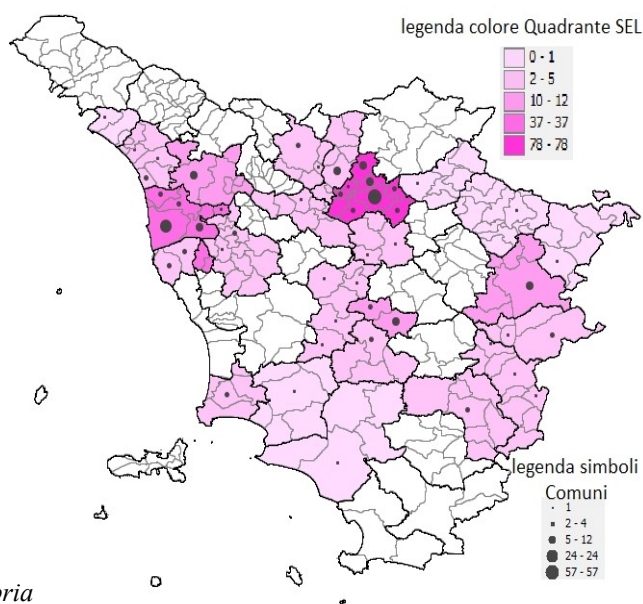 legenda colore Quadrante SEL
0 - 1
2 - 5
10 - 12
37 - 37
78 - 78
legenda simboli
Comuni
1
2 - 4
5 - 12
24 - 24
57 - 57